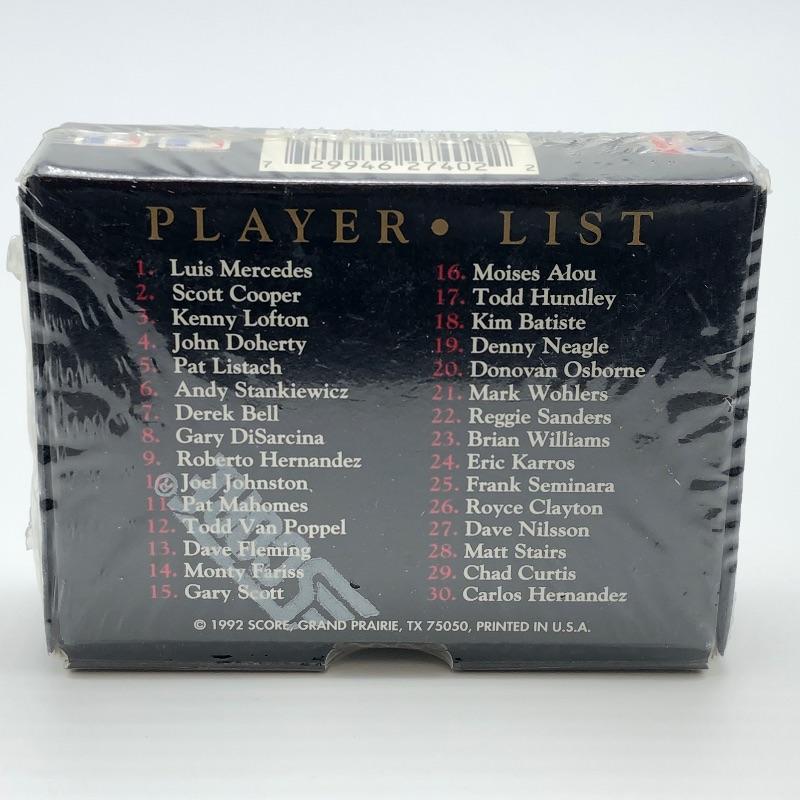 7 29946 27402 2
PLAYER • LIST
1. Luis Mercedes
2. Scott Cooper
3. Kenny Lofton
4. John Doherty
5. Pat Listach
6. Andy Stankiewicz
7. Derek Bell
8. Gary DiSarcina
9. Roberto Hernandez
10. Joel Johnston
11. Pat Mahomes
12. Todd Van Poppel
13. Dave Fleming
14. Monty Fariss
15. Gary Scott
16. Moises Alou
17. Todd Hundley
18. Kim Batiste
19. Denny Neagle
20. Donovan Osborne
21. Mark Wohlers
22. Reggie Sanders
23. Brian Williams
24. Eric Karros
25. Frank Seminara
26. Royce Clayton
27. Dave Nilsson
28. Matt Stairs
29. Chad Curtis
30. Carlos Hernandez
Score®
© 1992 SCORE, GRAND PRAIRIE, TX 75050, PRINTED IN U.S.A.